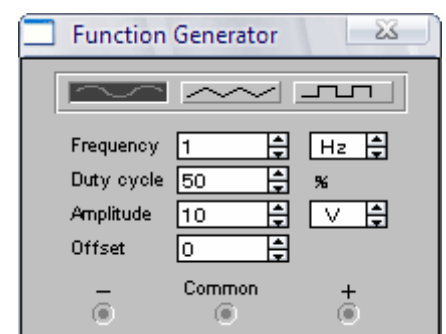 Function Generator
Frequency 1 Hz
Duty cycle 50 %
Amplitude 10 V
Offset 0
− Common +